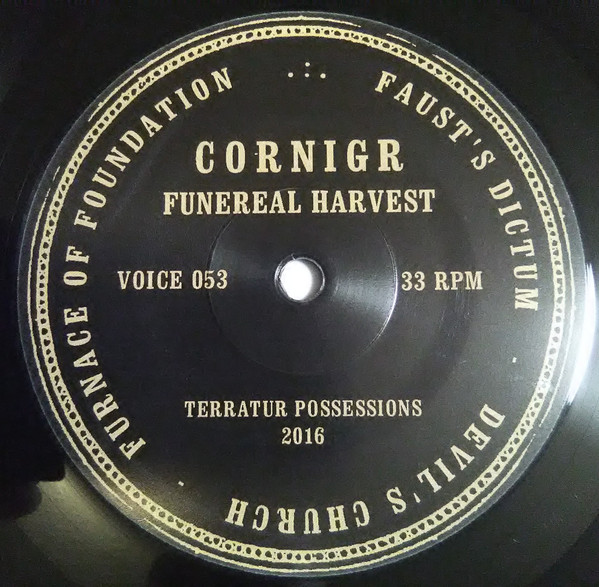 .:.
CORNIGR
FUNEREAL HARVEST
VOICE 053
33 RPM
TERRATUR POSSESSIONS
2016
FURNACE OF FOUNDATION
FAUST'S DICTUM
DEVIL'S CHURCH